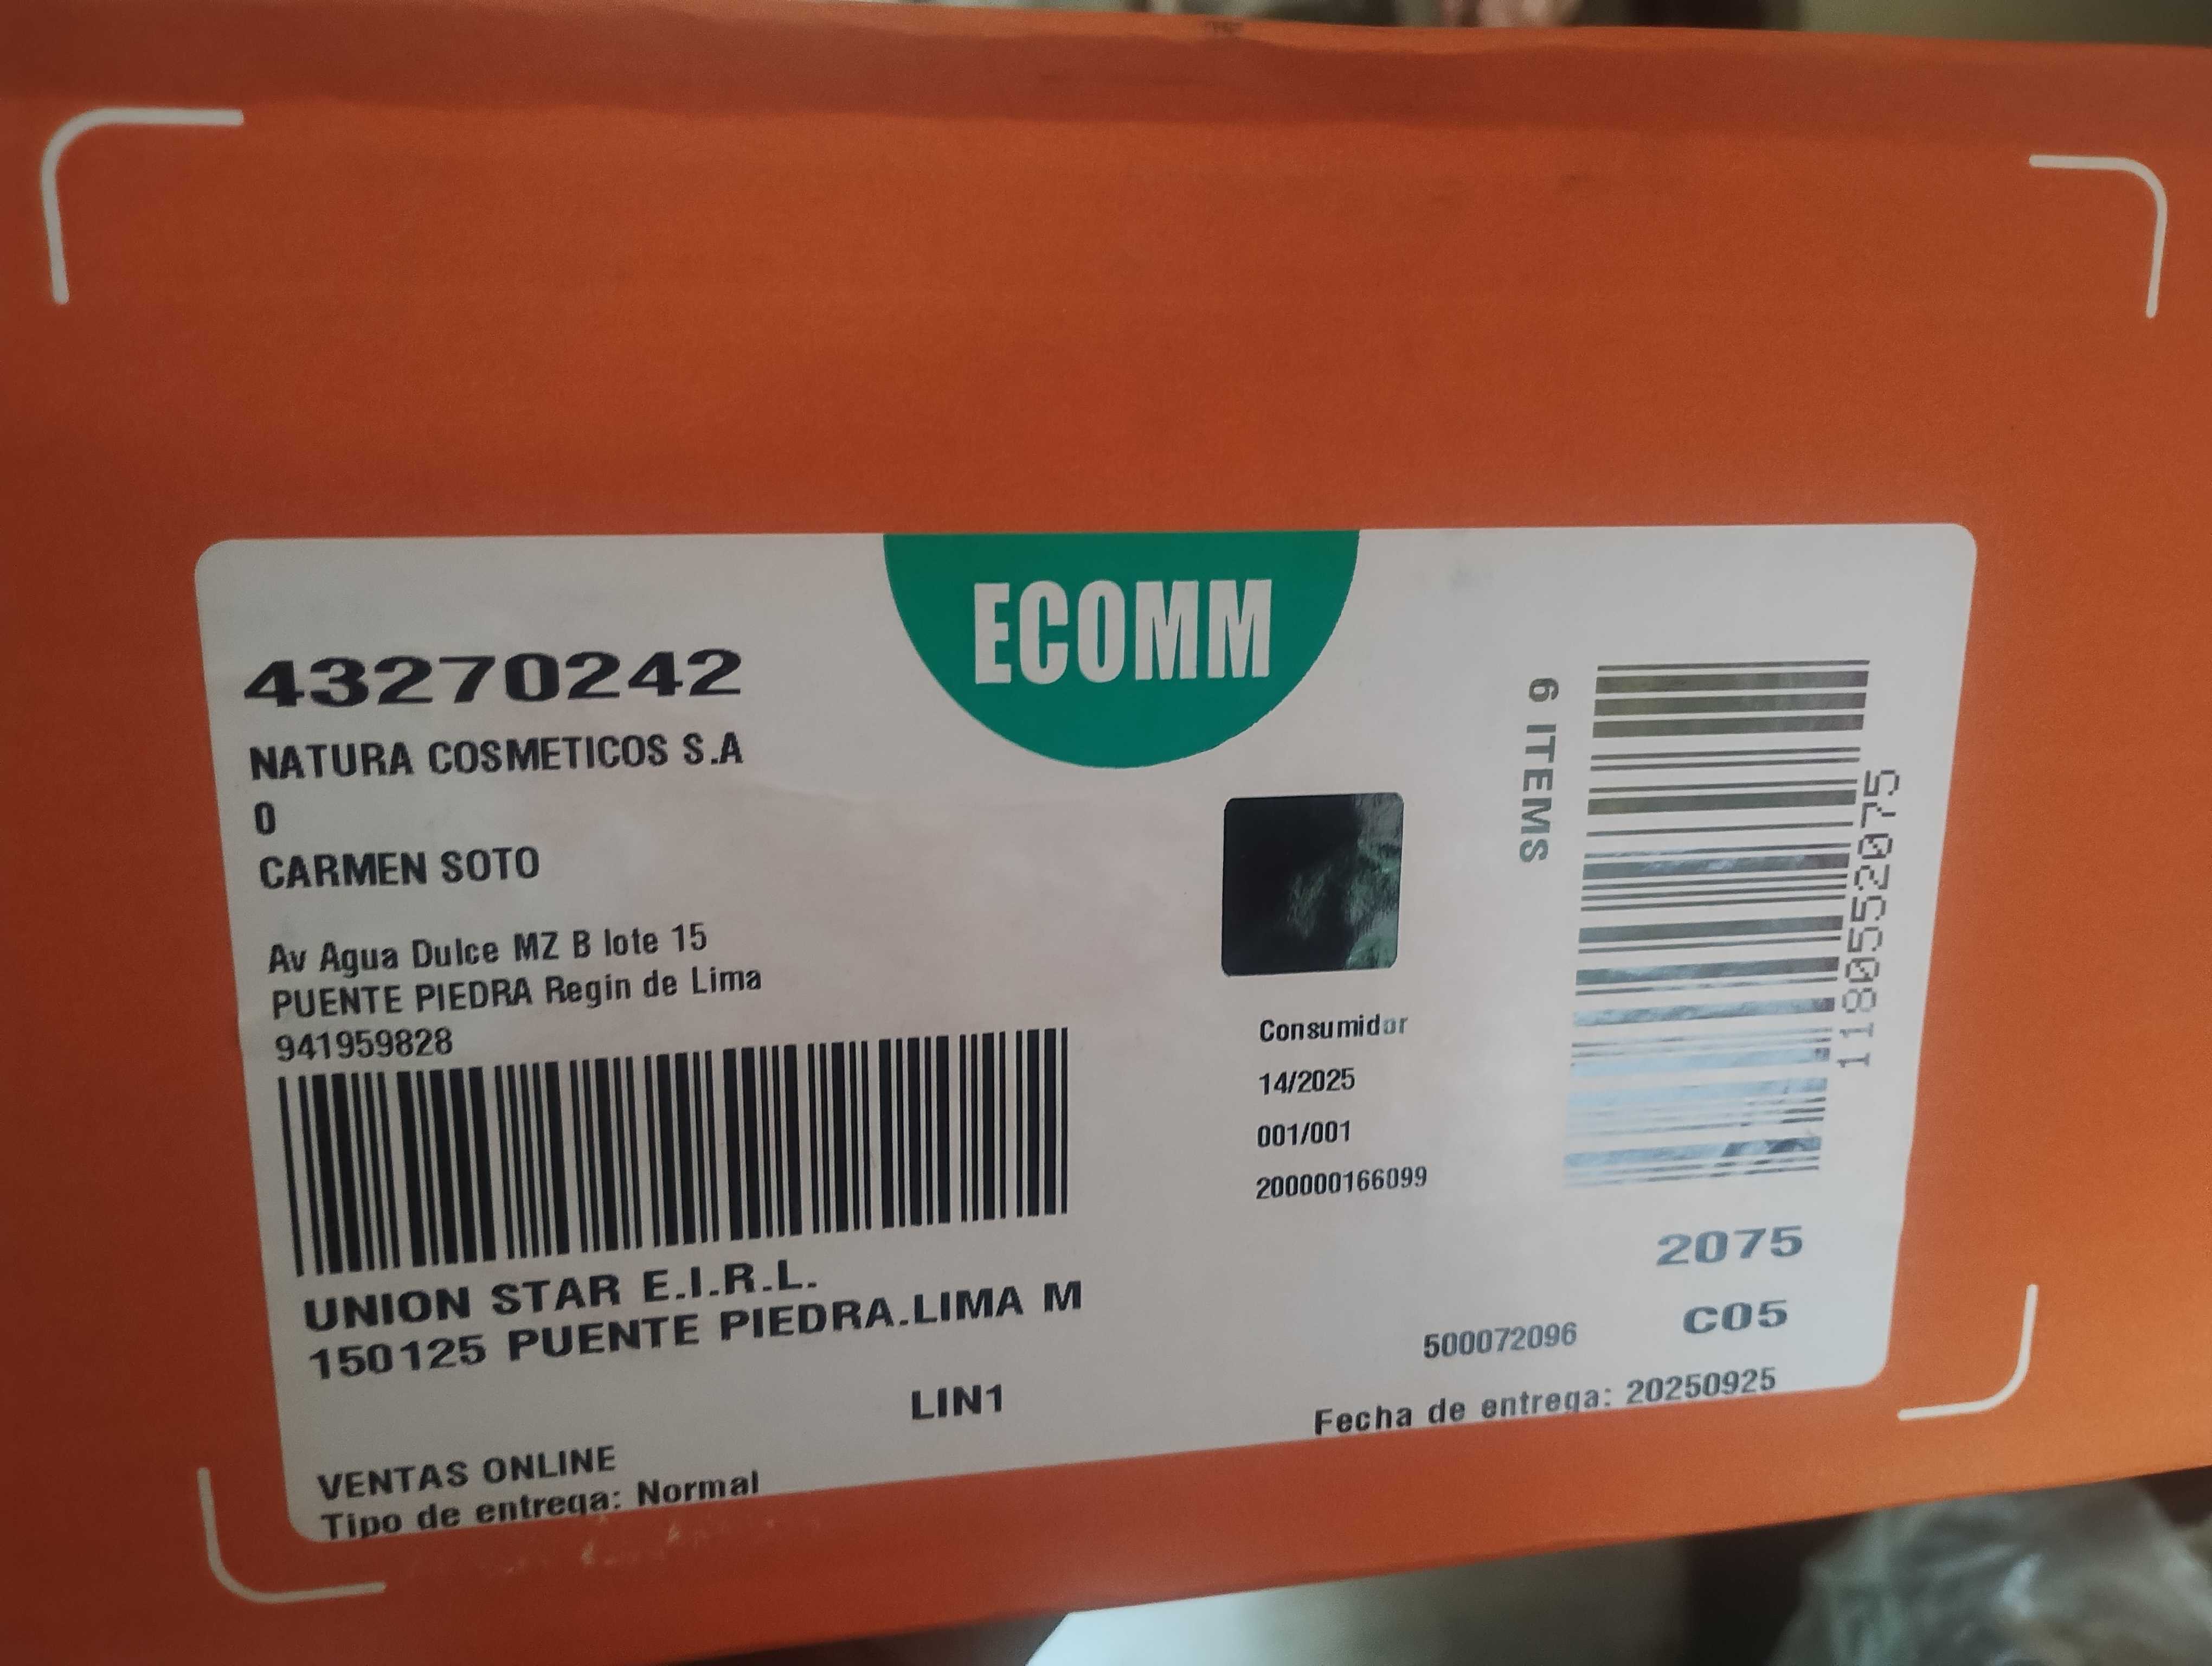 ECOMM
43270242
NATURA COSMETICOS S.A
0
CARMEN SOTO
Av Agua Dulce MZ B lote 15
PUENTE PIEDRA Regin de Lima
941959828
UNION STAR E.I.R.L.
150125 PUENTE PIEDRA.LIMA M
LIN1
VENTAS ONLINE
Tipo de entrega: Normal
6 ITEMS
1180552075
Consumidor
14/2025
001/001
200000166099
2075
C05
500072096
Fecha de entrega: 20250925